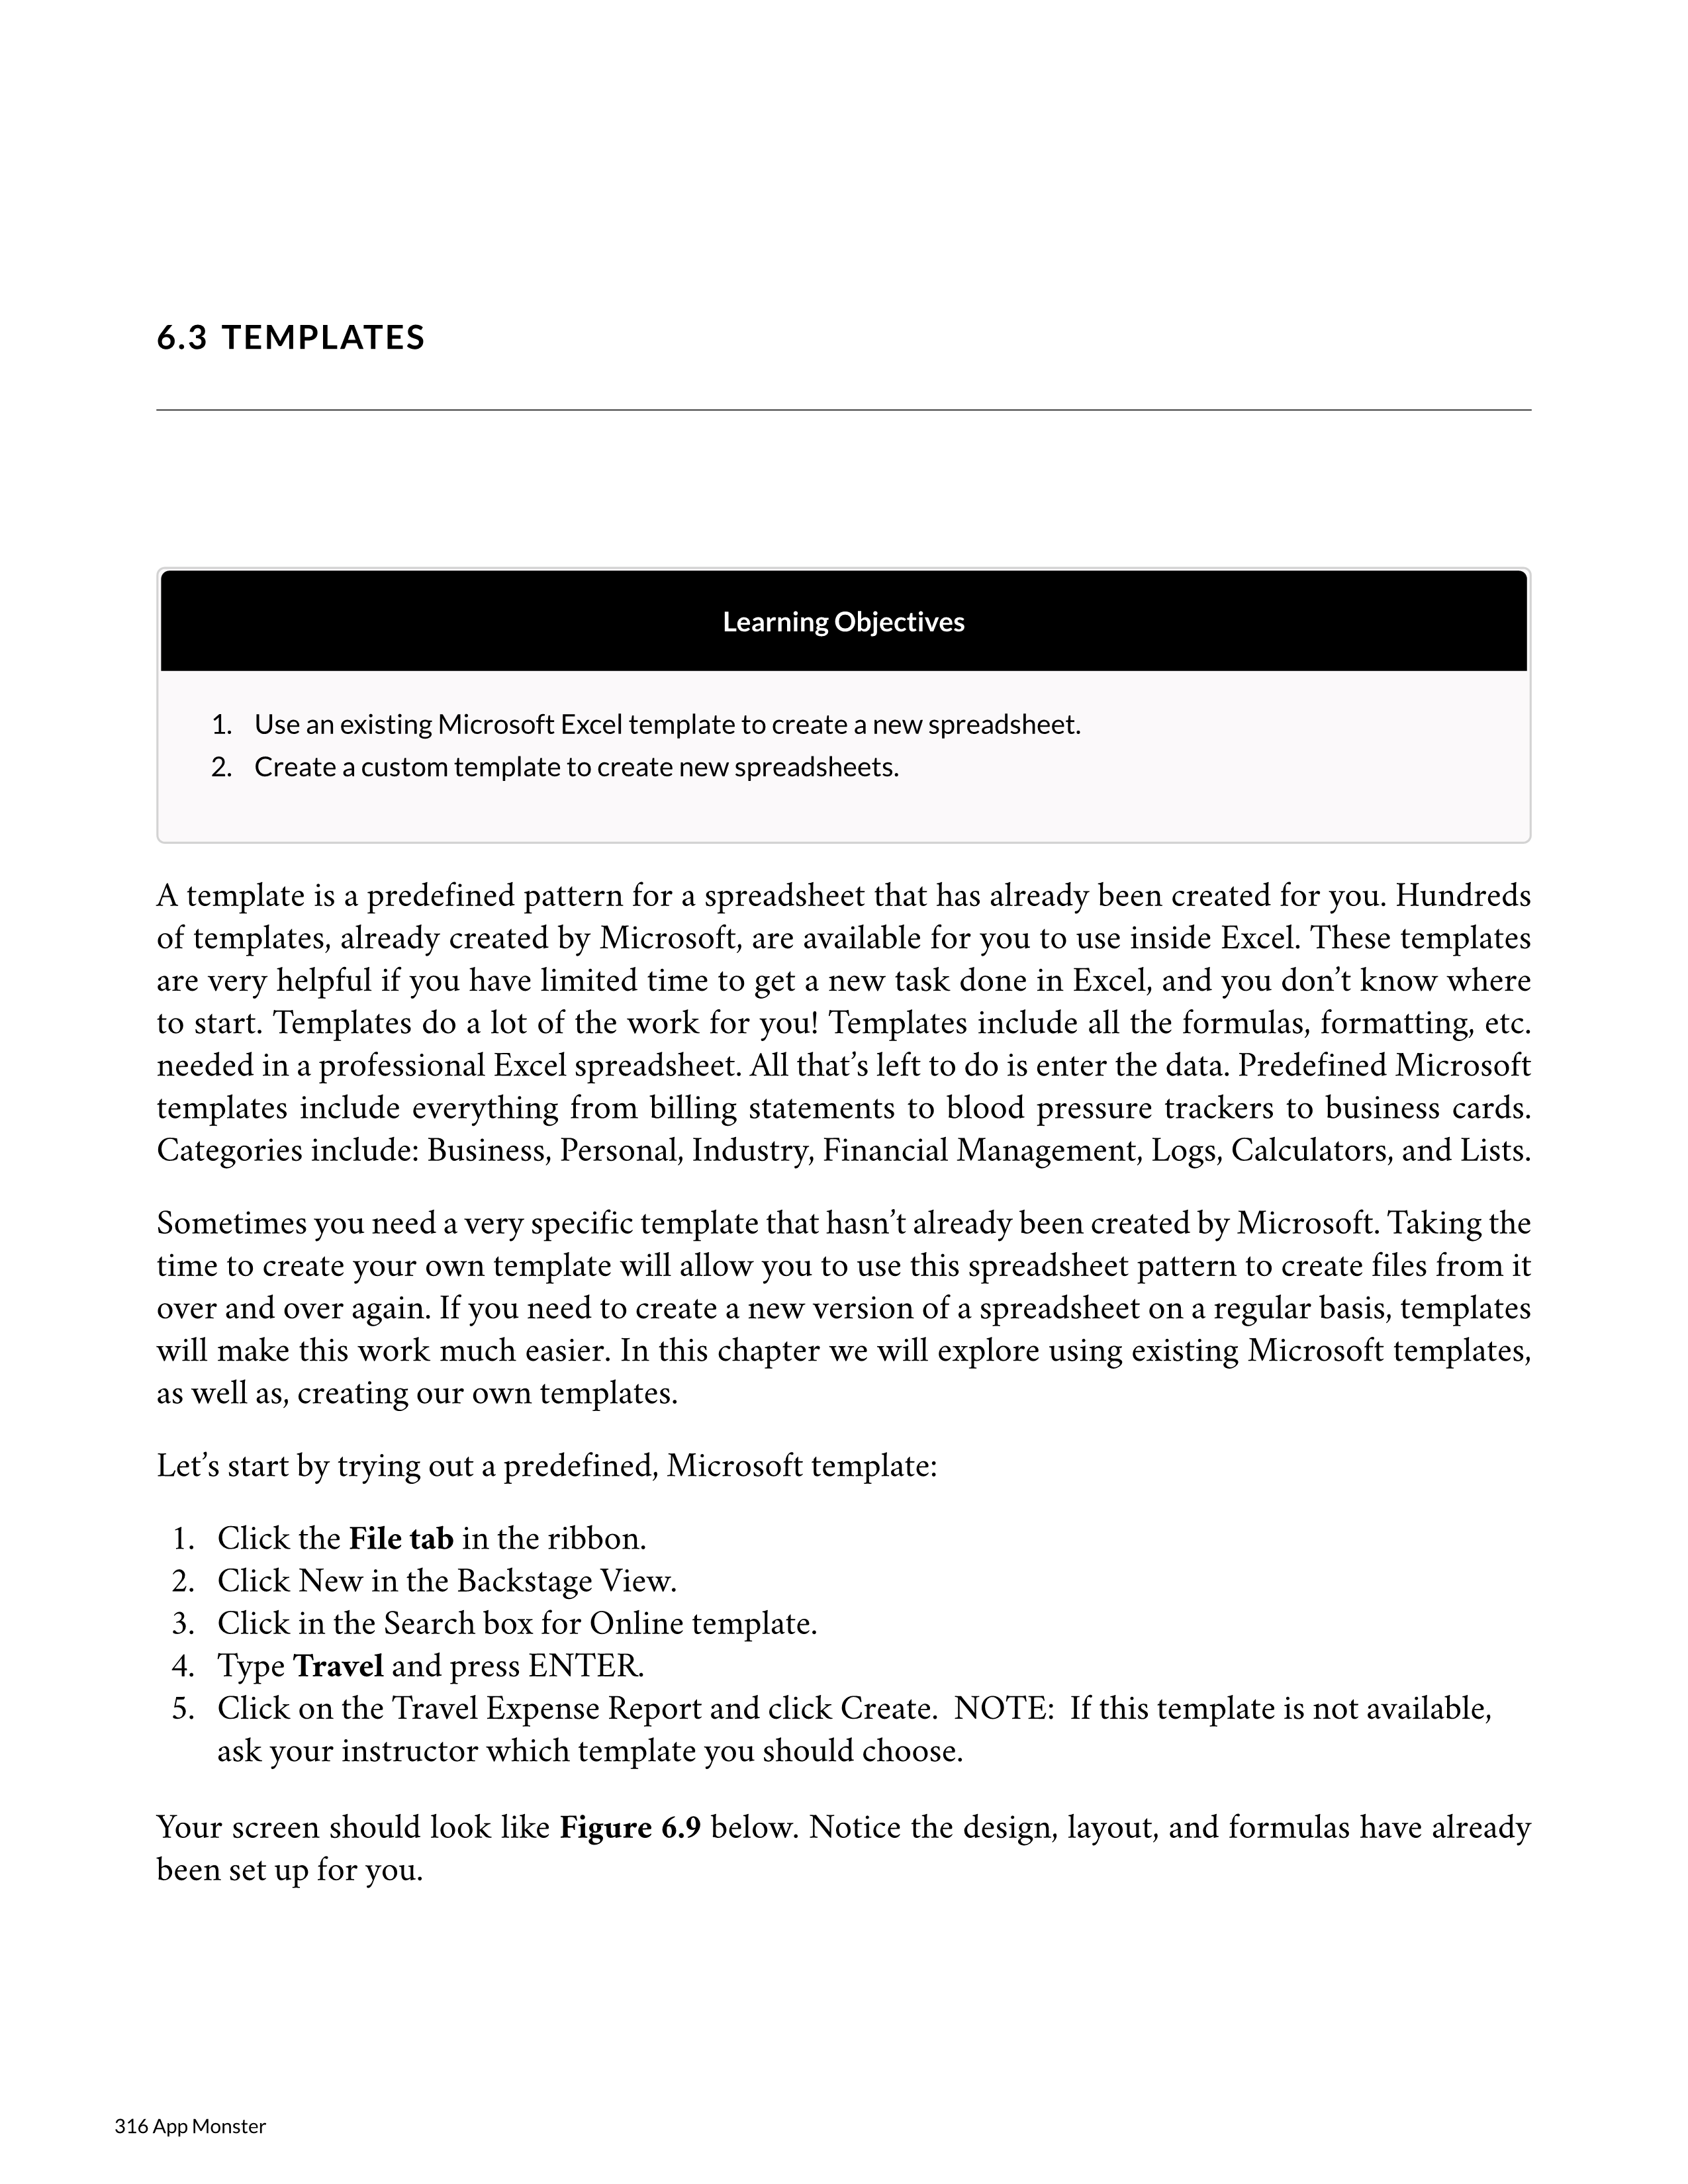 6.3 TEMPLATES
Learning Objectives
1. Use an existing Microsoft Excel template to create a new spreadsheet.
2. Create a custom template to create new spreadsheets.
A template is a predefined pattern for a spreadsheet that has already been created for you. Hundreds
of templates, already created by Microsoft, are available for you to use inside Excel. These templates
are very helpful if you have limited time to get a new task done in Excel, and you don’t know where
to start. Templates do a lot of the work for you! Templates include all the formulas, formatting, etc.
needed in a professional Excel spreadsheet. All that’s left to do is enter the data. Predefined Microsoft
templates include everything from billing statements to blood pressure trackers to business cards.
Categories include: Business, Personal, Industry, Financial Management, Logs, Calculators, and Lists.
Sometimes you need a very specific template that hasn’t already been created by Microsoft. Taking the
time to create your own template will allow you to use this spreadsheet pattern to create files from it
over and over again. If you need to create a new version of a spreadsheet on a regular basis, templates
will make this work much easier. In this chapter we will explore using existing Microsoft templates,
as well as, creating our own templates.
Let’s start by trying out a predefined, Microsoft template:
1. Click the File tab in the ribbon.
2. Click New in the Backstage View.
3. Click in the Search box for Online template.
4. Type Travel and press ENTER.
5. Click on the Travel Expense Report and click Create. NOTE: If this template is not available,
ask your instructor which template you should choose.
Your screen should look like Figure 6.9 below. Notice the design, layout, and formulas have already
been set up for you.
316 App Monster